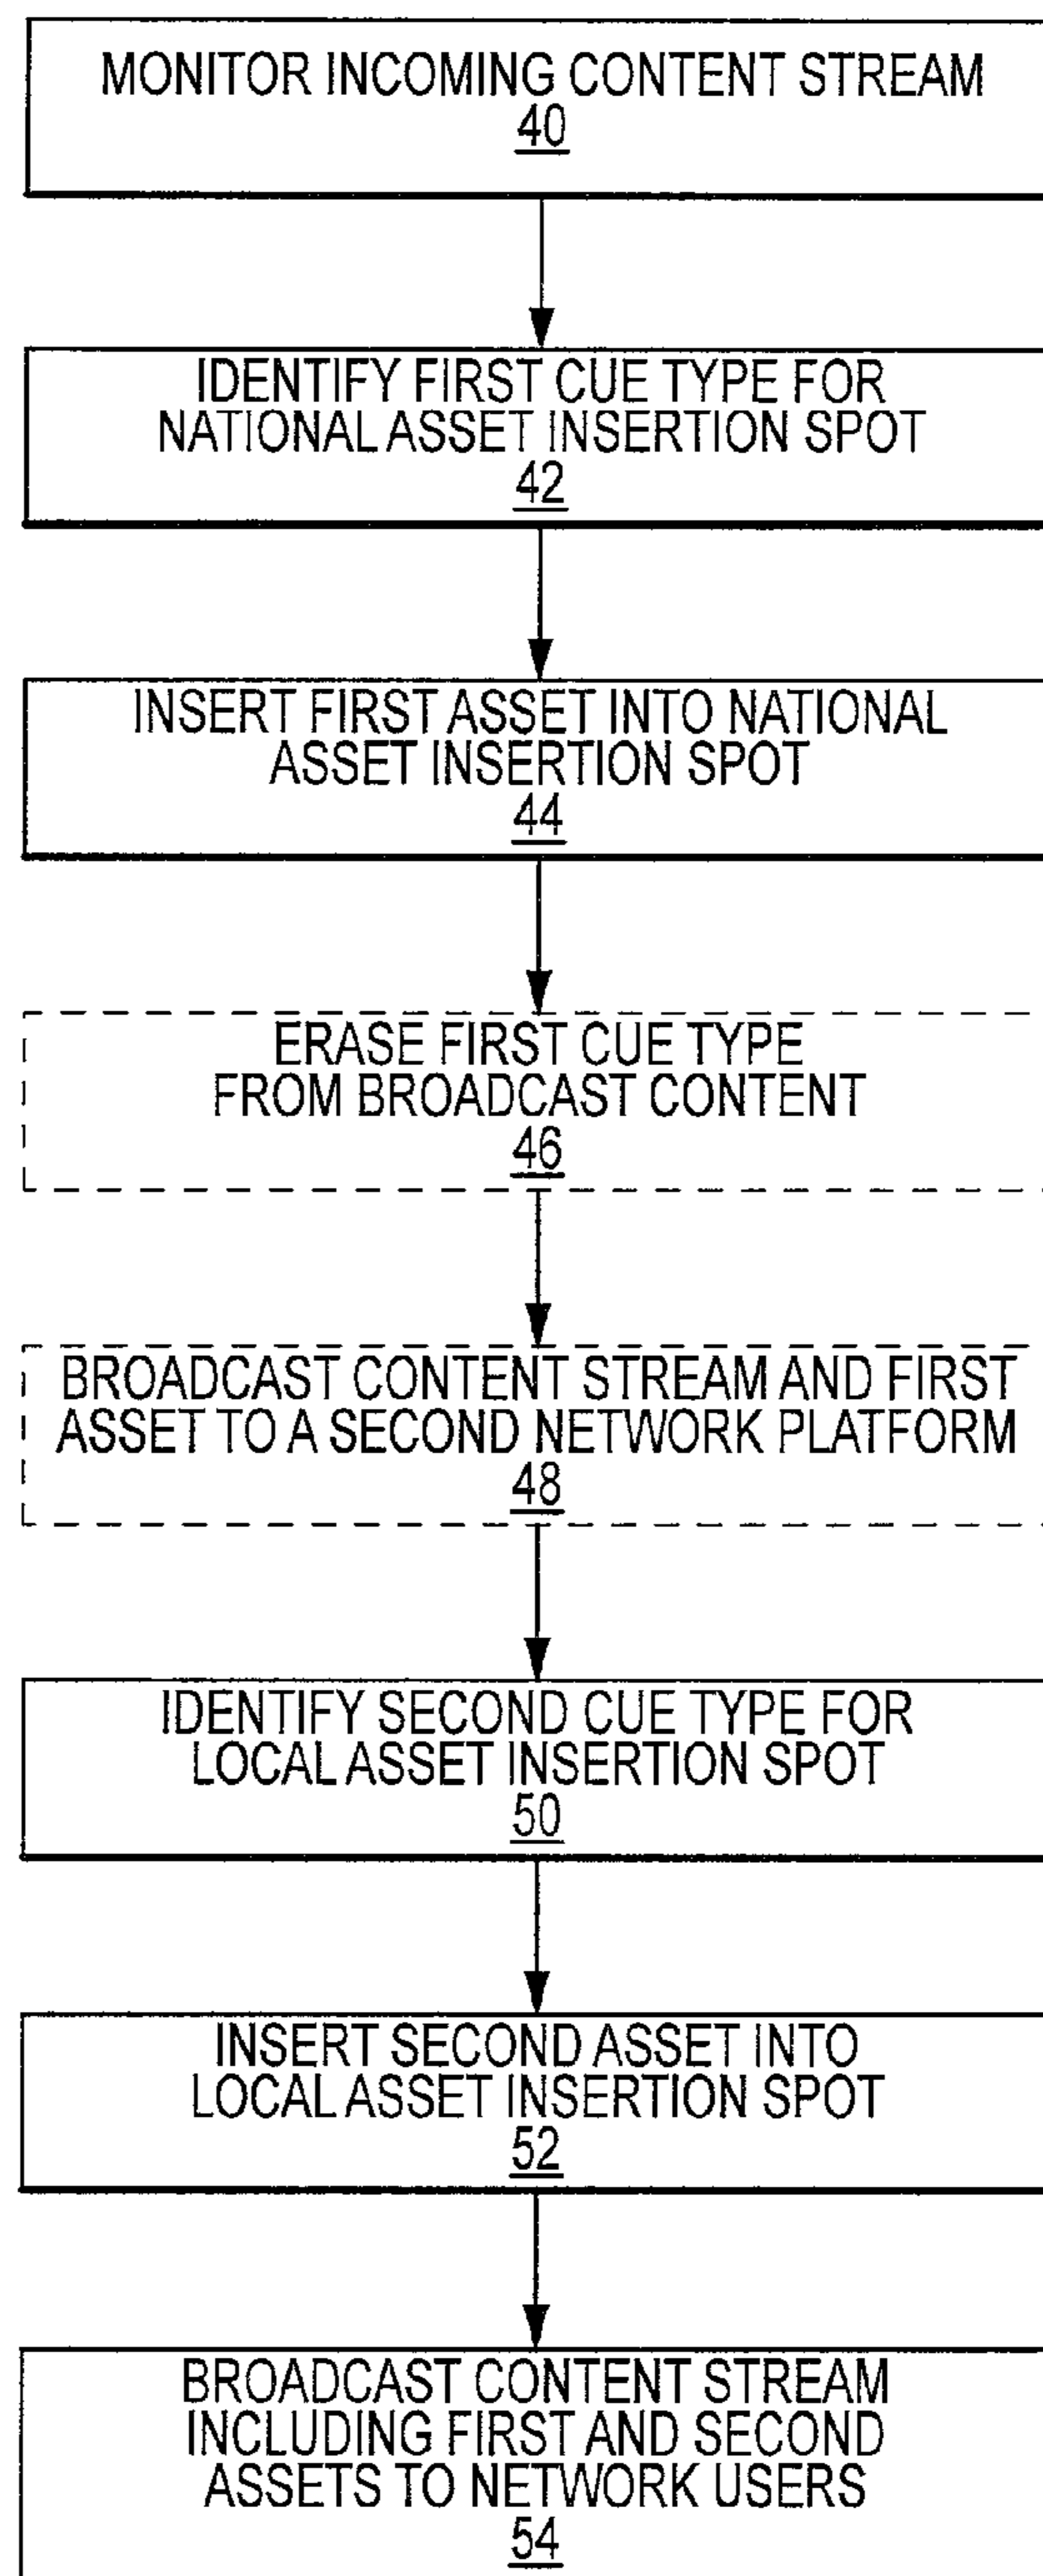 MONITOR INCOMING CONTENT STREAM
40
IDENTIFY FIRST CUE TYPE FOR
NATIONAL ASSET INSERTION SPOT
42
INSERT FIRST ASSET INTO NATIONAL
ASSET INSERTION SPOT
44
ERASE FIRST CUE TYPE
FROM BROADCAST CONTENT
46
BROADCAST CONTENT STREAM AND FIRST
ASSET TO A SECOND NETWORK PLATFORM
48
IDENTIFY SECOND CUE TYPE FOR
LOCAL ASSET INSERTION SPOT
50
INSERT SECOND ASSET INTO
LOCAL ASSET INSERTION SPOT
52
BROADCAST CONTENT STREAM
INCLUDING FIRST AND SECOND
ASSETS TO NETWORK USERS
54